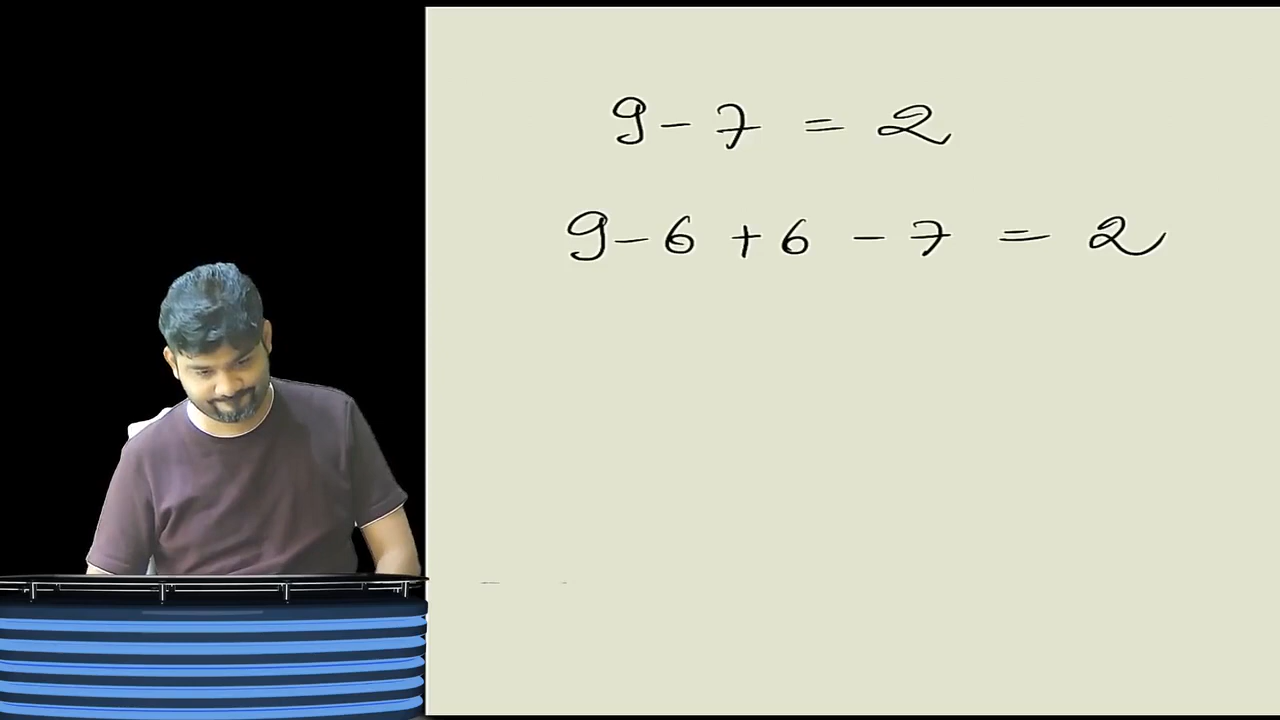 9 - 7 = 2
9 - 6 + 6 - 7 = 2